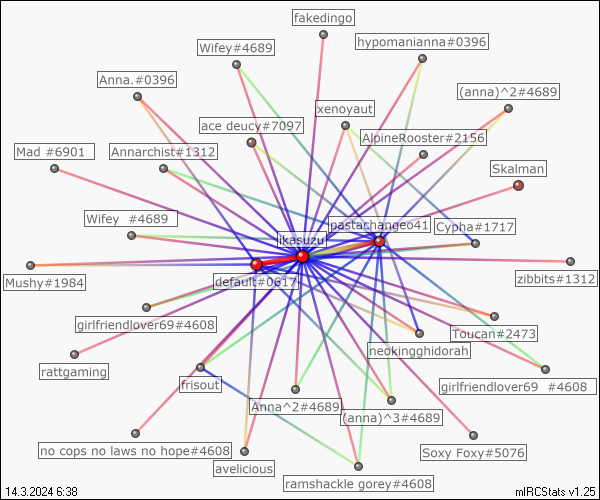 fakedingo
Wifey#4689
hypomanianna#0396
Anna.#0396
(anna)^2#4689
xenoyaut
ace deucy#7097
AlpineRooster#2156
Mad #6901
Annarchist#1312
Skalman
Wifey  #4689
pastachange041
Cypha#1717
ikasuzu
Mushy#1984
default#0617
zibbits#1312
girlfriendlover69#4608
Toucan#2473
neokingghidorah
rattgaming
frisout
girlfriendlover69  #4608
Anna^2#4689
(anna)^3#4689
no cops no laws no hope#4608
Soxy Foxy#5076
avelicious
ramshackle gorey#4608
14.3.2024 6:38
mIRCStats v1.25